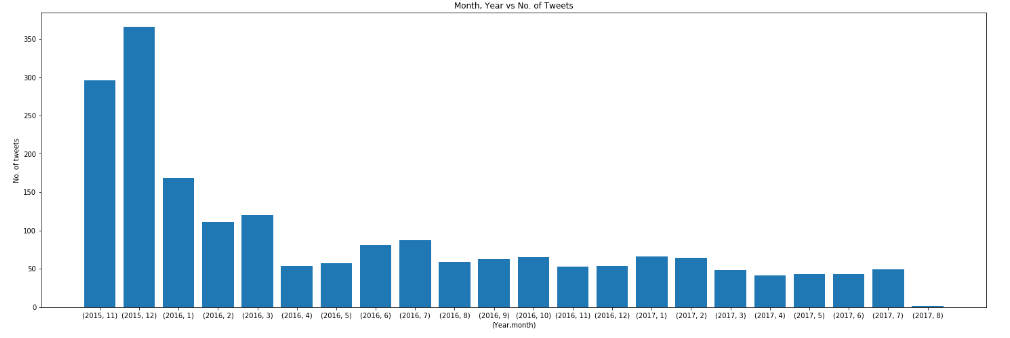 Month, Year vs No. of Tweets
No. of tweets
350
300
250
200
150
100
50
0
(2015, 11) (2015, 12) (2016, 1) (2016, 2) (2016, 3) (2016, 4) (2016, 5) (2016, 6) (2016, 7) (2016, 8) (2016, 9) (2016, 10) (2016, 11) (2016, 12) (2017, 1) (2017, 2) (2017, 3) (2017, 4) (2017, 5) (2017, 6) (2017, 7) (2017, 8)
(Year,month)